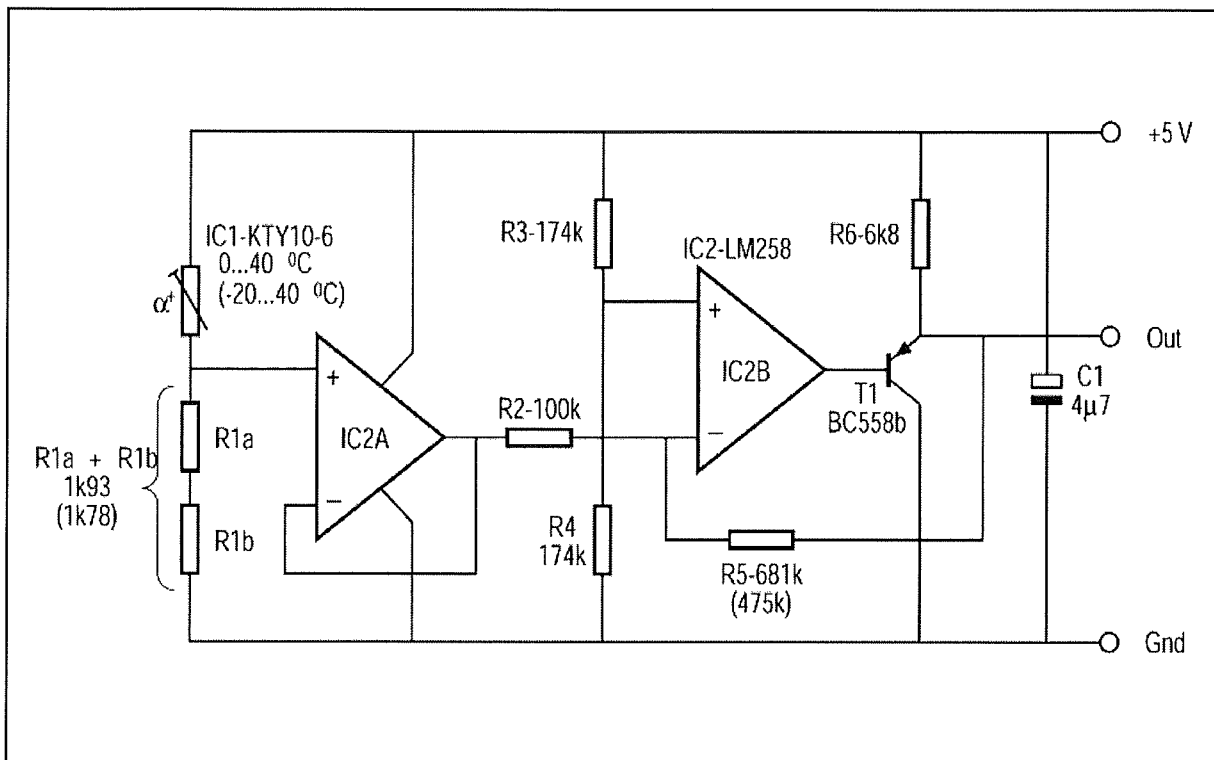 +5 V
IC1-KTY10-6
0...40 ⁰C
(-20...40 ⁰C)
α+
R3-174k
IC2-LM258
R6-6k8
+
IC2B
−
Out
T1
BC558b
C1
4µ7
+
IC2A
−
R2-100k
R1a + R1b
1k93
(1k78)
R1a
R1b
R4
174k
R5-681k
(475k)
Gnd